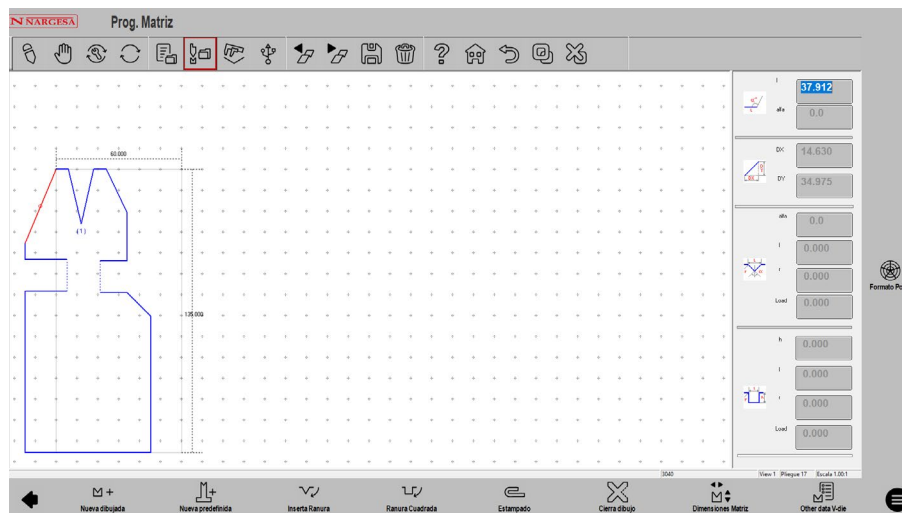 NARGESA Prog. Matriz
60.000
(1)
135.000
l 37.912
alfa 0.0
DX 14.630
DY 34.975
alfa 0.0
l 0.000
r 0.000
Load 0.000
h 0.000
l 0.000
r 0.000
Load 0.000
Formato Po
3040 View 1 Pliegue 17 Escala 1.00:1
Nueva dibujada Nueva predefinida Inserta Ranura Ranura Cuadrada Estampado Cierra dibujo Dimensiones Matriz Other data V-die